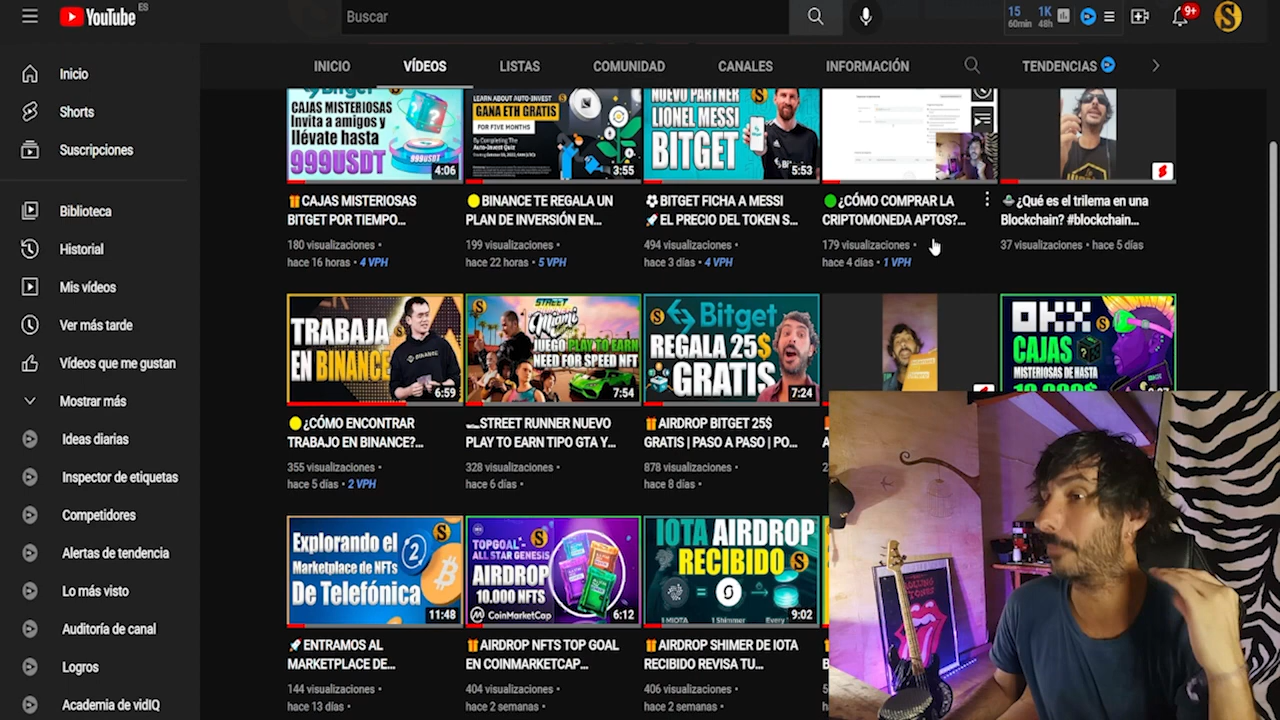 YouTube ES
Buscar
15 60min
1K 48h
9+
S
INICIO
VÍDEOS
LISTAS
COMUNIDAD
CANALES
INFORMACIÓN
TENDENCIAS
Inicio
Shorts
Suscripciones
Biblioteca
Historial
Mis vídeos
Ver más tarde
Vídeos que me gustan
Mostrar más
Ideas diarias
Inspector de etiquetas
Competidores
Alertas de tendencia
Lo más visto
Auditoría de canal
Logros
Academia de vidIQ
Bitget
CAJAS MISTERIOSAS
Invita a amigos y
llévate hasta
999USDT
4:06
🎁CAJAS MISTERIOSAS
BITGET POR TIEMPO...
180 visualizaciones •
hace 16 horas • 4 VPH
LEARN ABOUT AUTO-INVEST
GANA ETH GRATIS
FOR FIVE MONTHS
By Completing The
Auto-Invest Quiz
3:55
🟡BINANCE TE REGALA UN
PLAN DE INVERSIÓN EN...
199 visualizaciones •
hace 22 horas • 5 VPH
NUEVO PARTNER
LIONEL MESSI
BITGET
5:53
⚽BITGET FICHA A MESSI
🚀EL PRECIO DEL TOKEN S...
494 visualizaciones •
hace 3 días • 4 VPH
🟢¿CÓMO COMPRAR LA
CRIPTOMONEDA APTOS?...
179 visualizaciones •
hace 4 días • 1 VPH
🛸¿Qué es el trilema en una
Blockchain? #blockchain...
37 visualizaciones • hace 5 días
TRABAJA
EN BINANCE
BINANCE
6:59
🟡¿CÓMO ENCONTRAR
TRABAJO EN BINANCE?...
355 visualizaciones •
hace 5 días • 2 VPH
STREET
Miami
JUEGO PLAY TO EARN
NEED FOR SPEED NFT
7:54
🏎️STREET RUNNER NUEVO
PLAY TO EARN TIPO GTA Y...
328 visualizaciones •
hace 6 días •
Bitget
REGALA 25$
GRATIS
7:24
🎁AIRDROP BITGET 25$
GRATIS | PASO A PASO | PO...
878 visualizaciones •
hace 8 días •
OKX
CAJAS
MISTERIOSAS DE HASTA
Explorando el
Marketplace de NFTs
De Telefónica
11:48
🚀ENTRAMOS AL
MARKETPLACE DE...
144 visualizaciones •
hace 13 días •
TOPGOAL
ALL STAR GENESIS
AIRDROP
10.000 NFTS
CoinMarketCap
6:12
🎁AIRDROP NFTS TOP GOAL
EN COINMARKETCAP...
404 visualizaciones •
hace 2 semanas •
IOTA AIRDROP
RECIBIDO
1 Shimmer
9:02
🎁AIRDROP SHIMER DE IOTA
RECIBIDO REVISA TU...
406 visualizaciones •
hace 2 semanas •